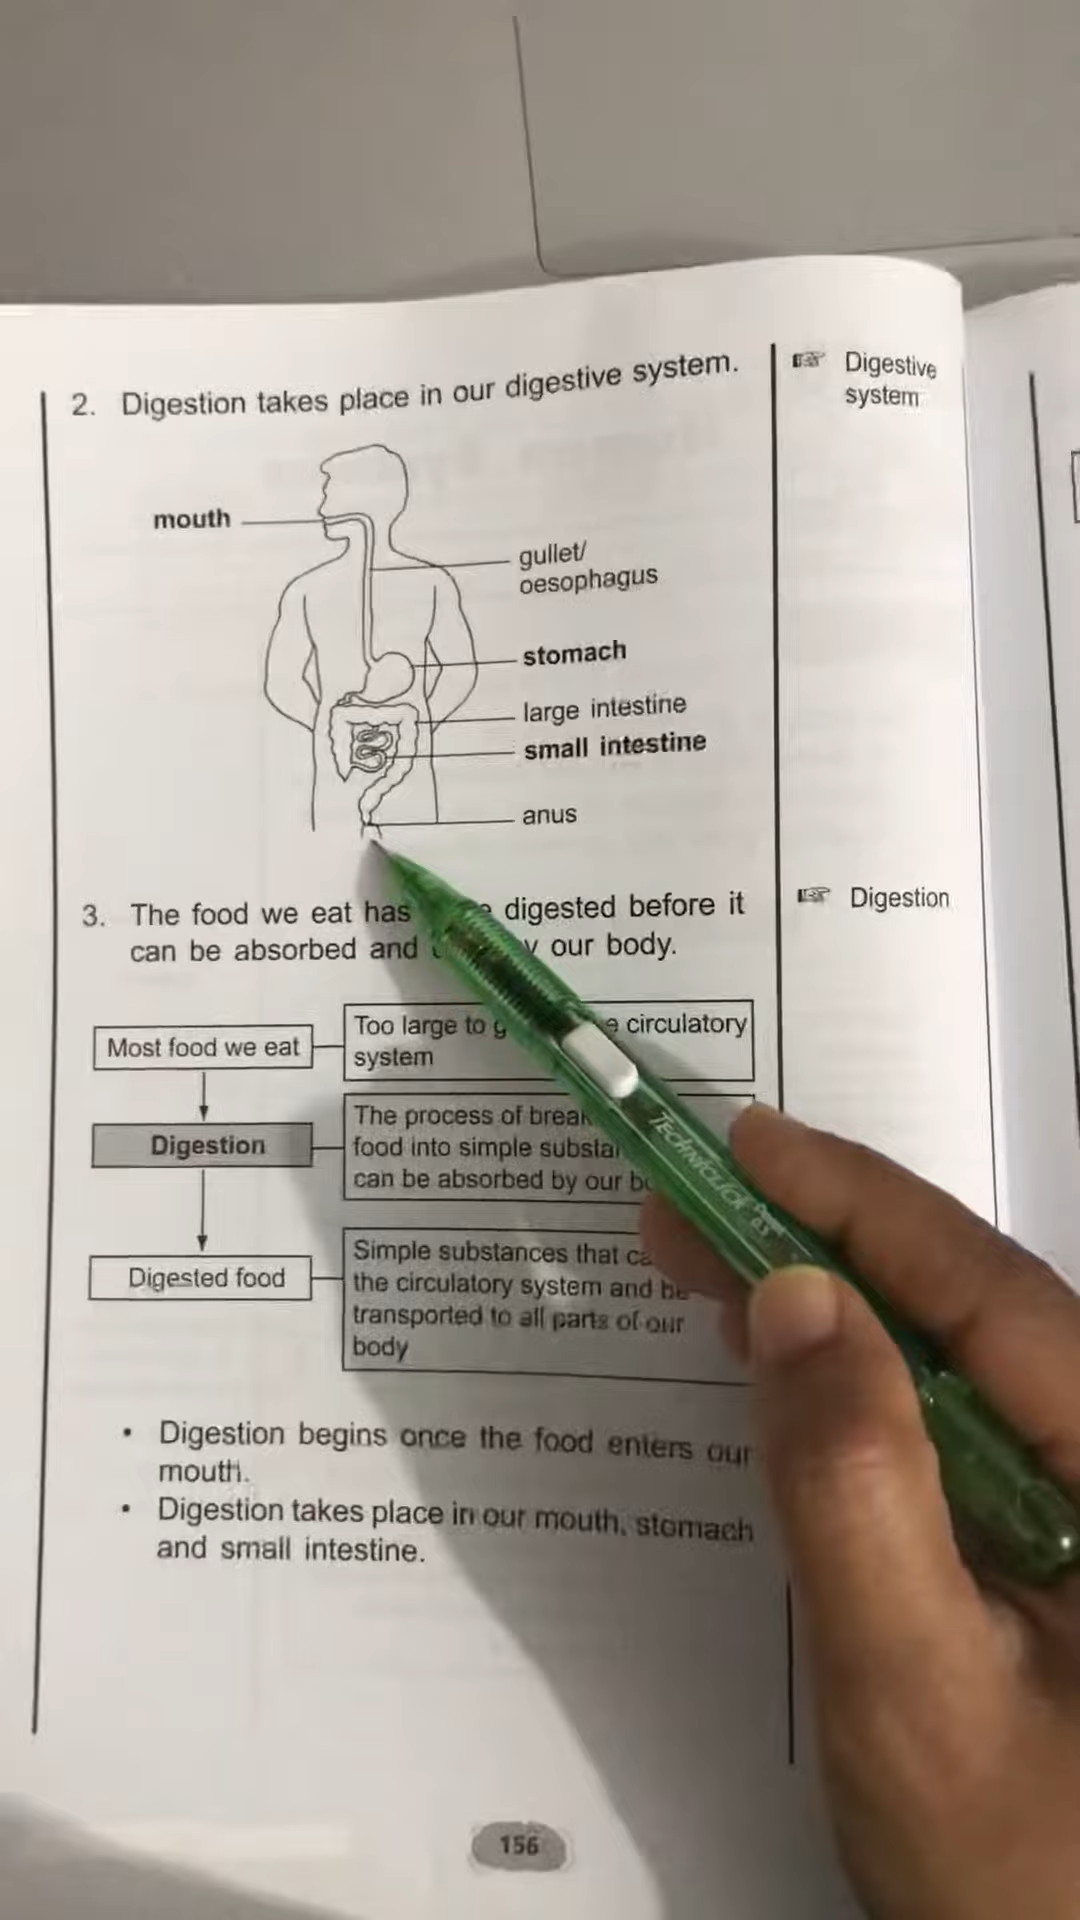 2. Digestion takes place in our digestive system.
Digestive
system
mouth
gullet/
oesophagus
stomach
large intestine
small intestine
anus
3. The food we eat has digested before it
can be absorbed and our body.
Digestion
Most food we eat
Too large to circulatory
system
Digestion
The process of
food into simple
can be absorbed by our
Digested food
Simple substances that
the circulatory system and
transported to all parts of our
body
• Digestion begins once the food enters our
mouth.
• Digestion takes place in our mouth, stomach
and small intestine.
156
TECHNICLICK
Pentel
0.5